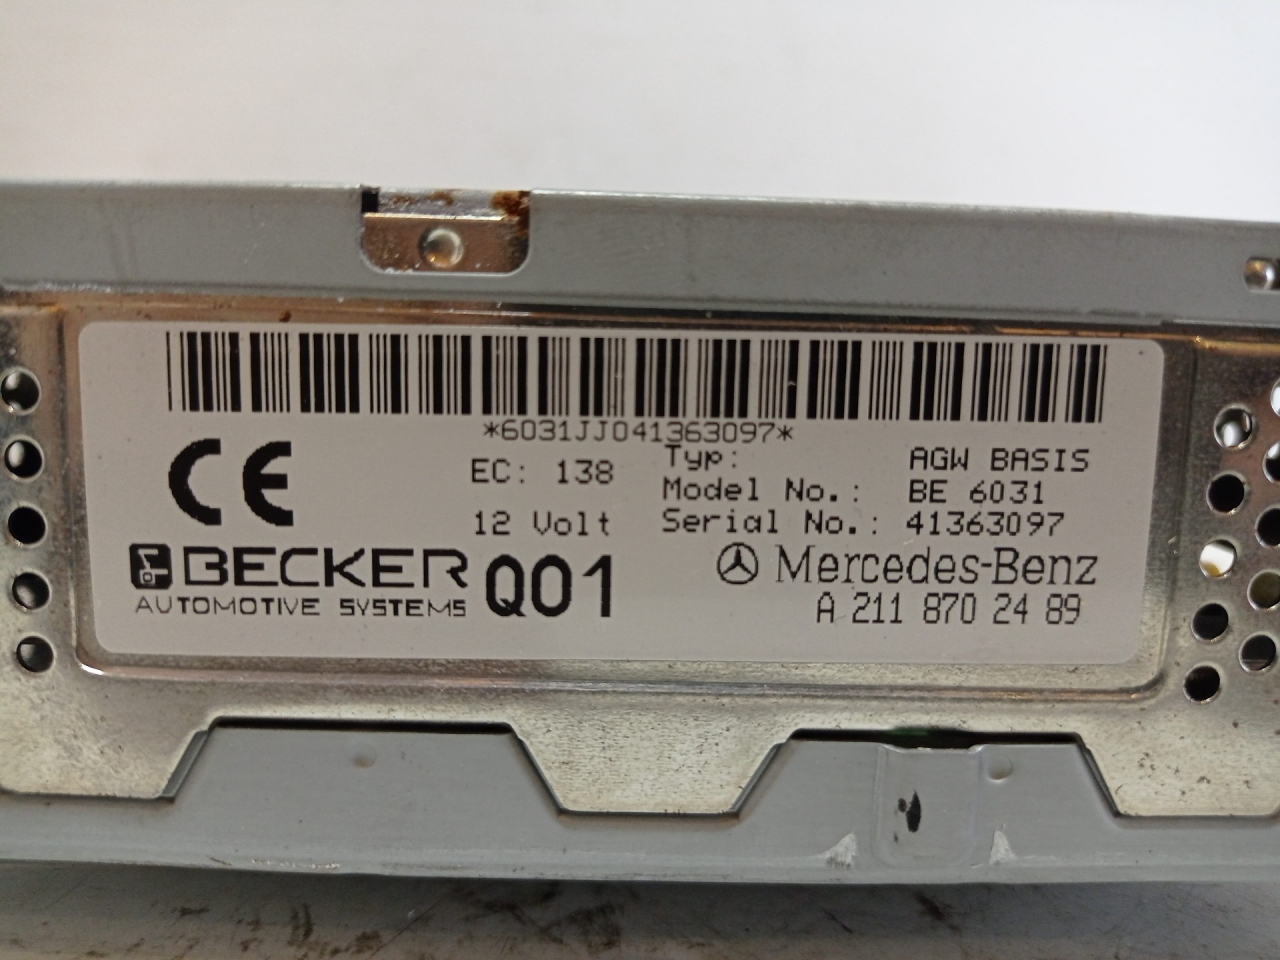 *6031JJ041363097*
CE
EC: 138
12 Volt
Typ: AGW BASIS
Model No.: BE 6031
Serial No.: 41363097
BECKER
AUTOMOTIVE SYSTEMS
Q01
Mercedes-Benz
A 211 870 24 89